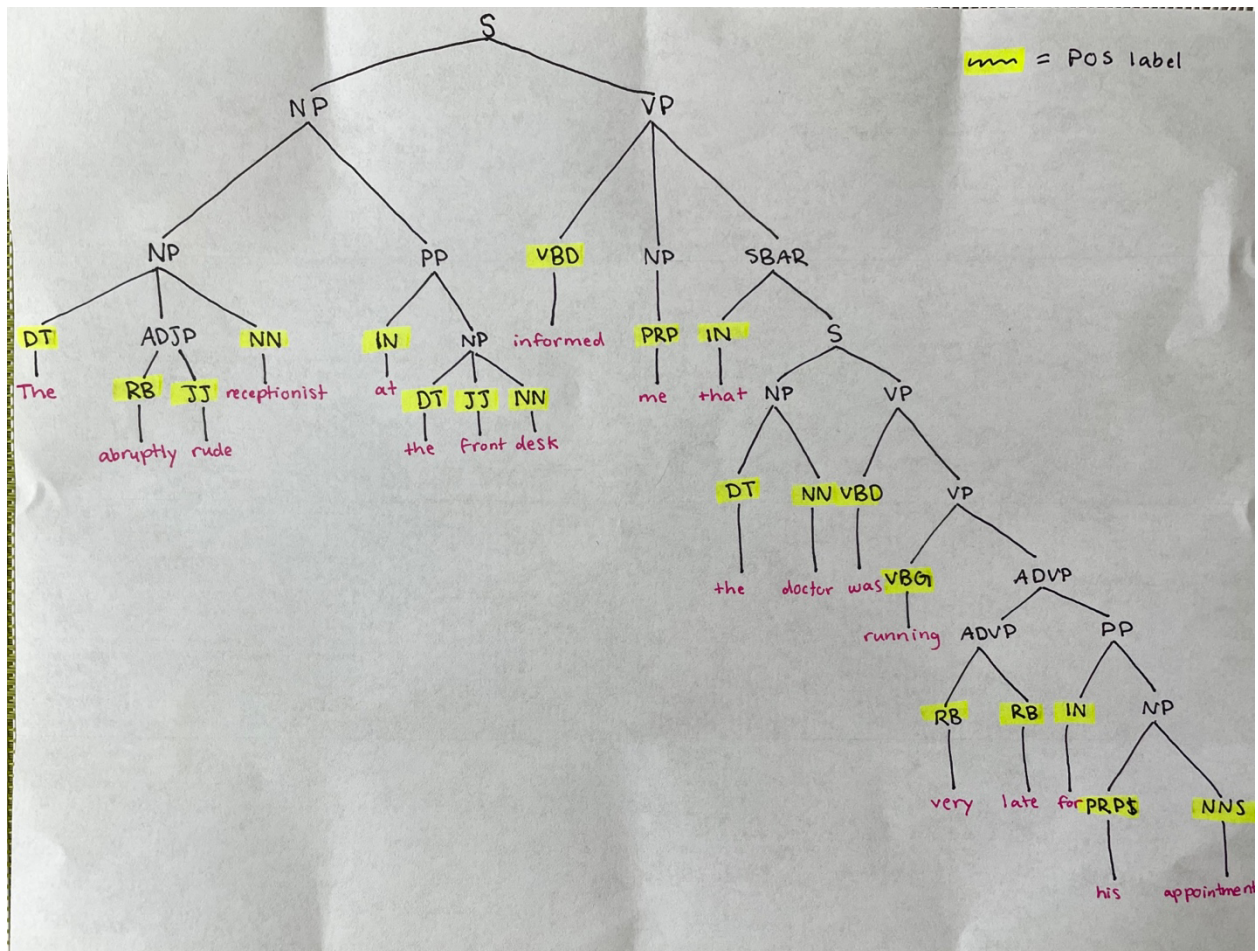 S
= POS label
NP VP
NP PP VBD NP SBAR
DT ADJP NN IN NP informed PRP IN S
The RB JJ receptionist at DT JJ NN me that NP VP
abruptly rude the front desk
DT NN VBD VP
the doctor was VBG ADVP
running ADVP PP
RB RB IN NP
very late for PRP$ NNS
his appointment